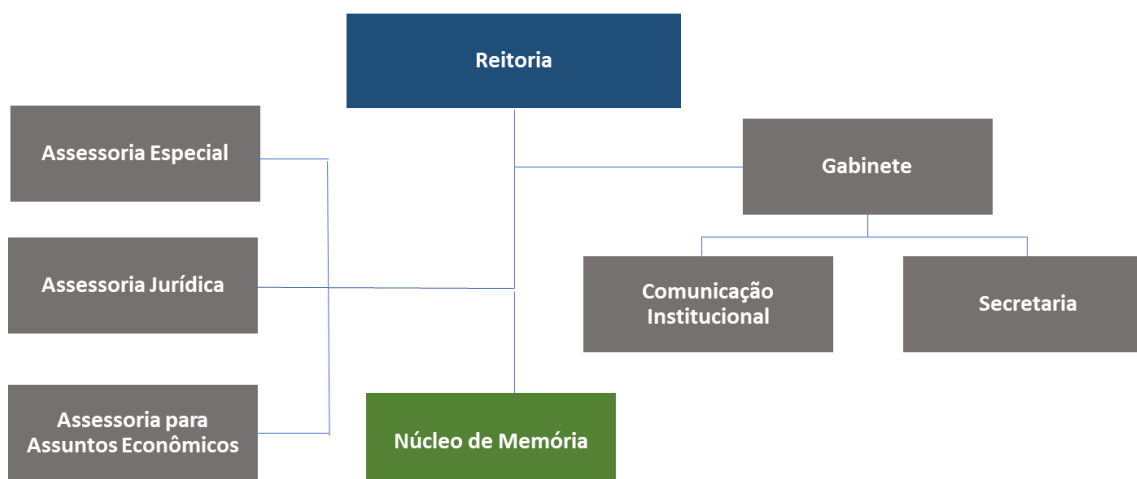 Reitoria
Assessoria Especial
Gabinete
Assessoria Jurídica
Comunicação
Institucional
Secretaria
Assessoria para
Assuntos Econômicos
Núcleo de Memória